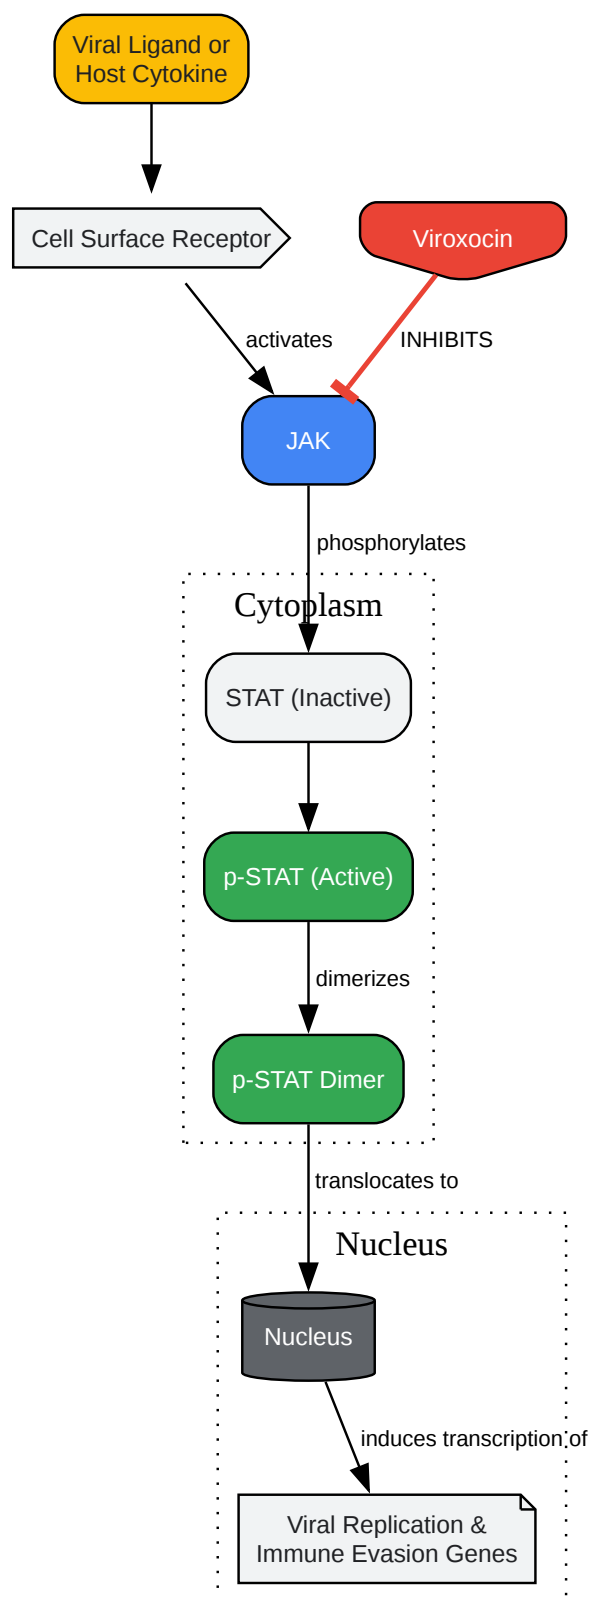 Viral Ligand or
Host Cytokine
Cell Surface Receptor
Viroxocin
activates
INHIBITS
JAK
phosphorylates
Cytoplasm
STAT (Inactive)
p-STAT (Active)
dimerizes
p-STAT Dimer
translocates to
Nucleus
Nucleus
induces transcription of
Viral Replication &
Immune Evasion Genes